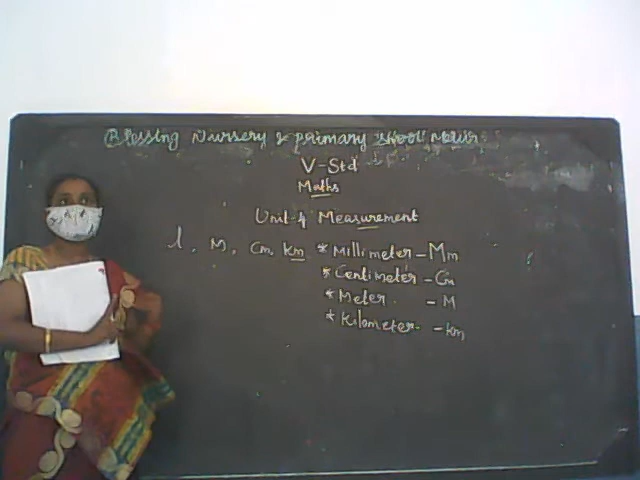 Blessing Nursery & primary school
V-Std
Maths
Unit-4 Measurement
l, M, Cm, km * Millimeter - Mm
* Centimeter - Cm
* Meter - M
* Kilometer - km